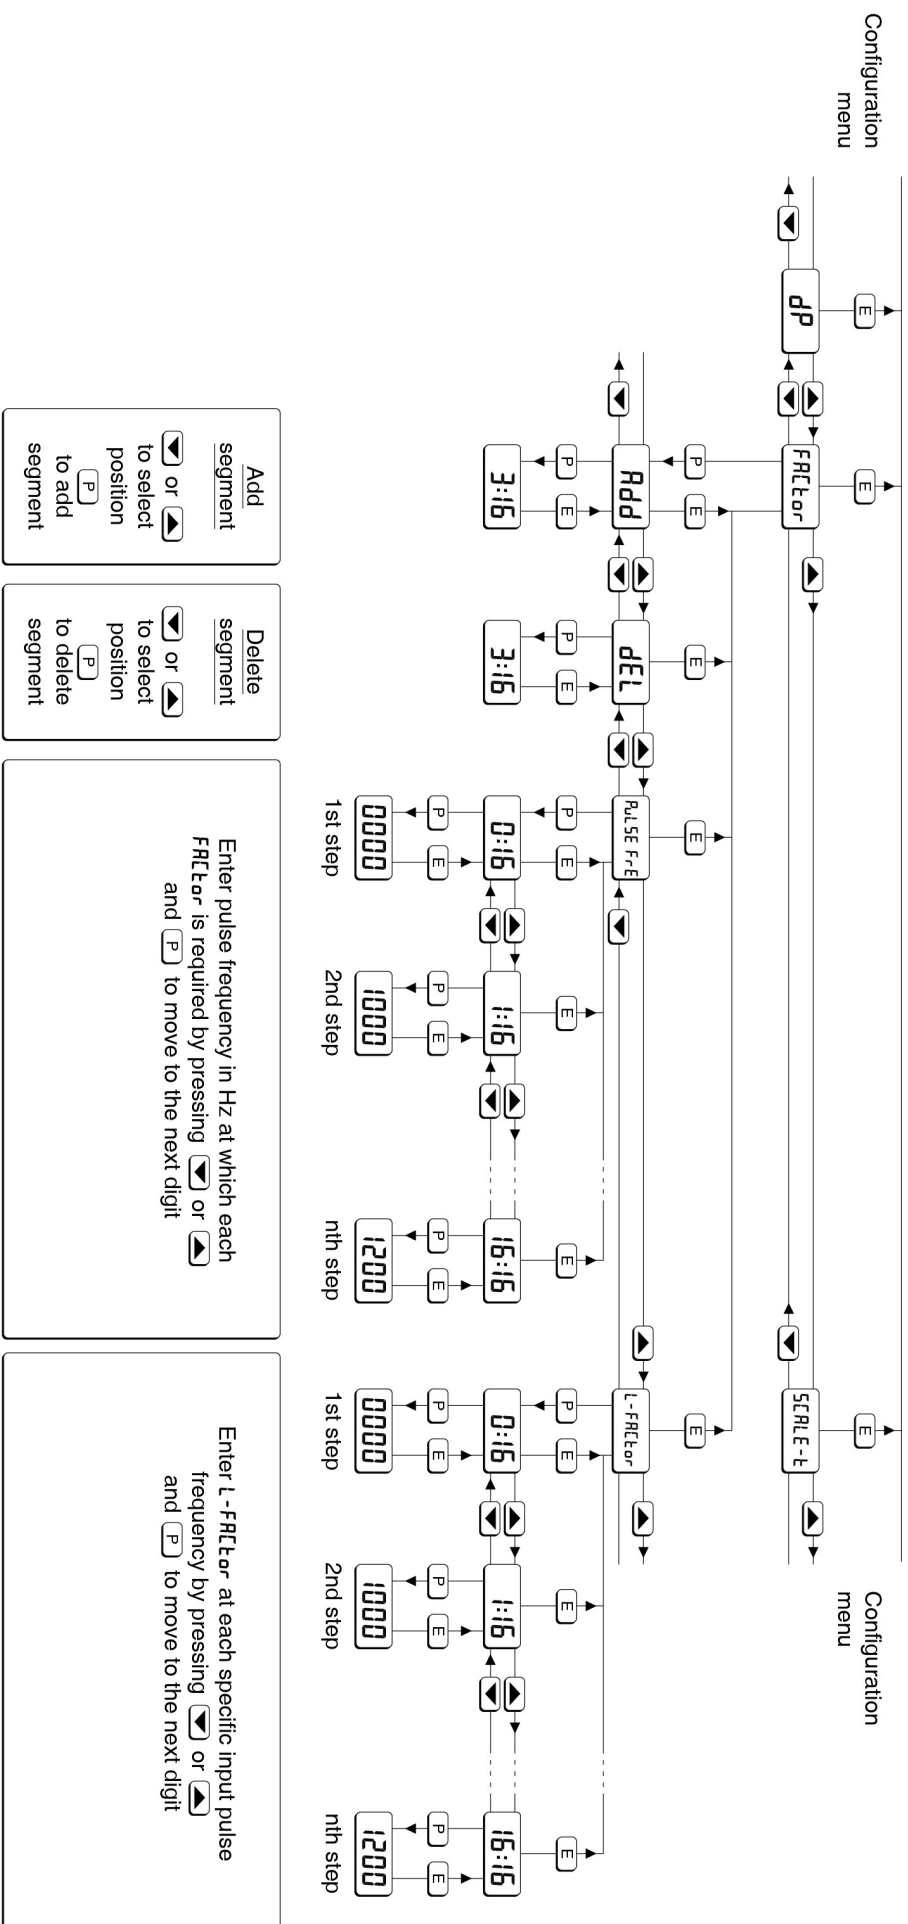 Configuration
menu
Configuration
menu
E
E
E
dP
FACtor
SCALE-t
P
E
E
E
E
Add
dEL
PuLSE FrE
L-FACtor
P
E
P
E
P
E
E
E
P
E
E
E
3:16
3:16
0:16
1:16
16:16
0:16
1:16
16:16
P
E
P
E
P
E
P
E
P
E
P
E
0000
1000
1200
0000
1000
1200
1st step
2nd step
nth step
1st step
2nd step
nth step
Add
segment
or
to select
position
P
to add
segment
Delete
segment
or
to select
position
P
to delete
segment
Enter pulse frequency in Hz at which each
FACtor is required by pressing or
and P to move to the next digit
Enter L-FACtor at each specific input pulse
frequency by pressing or
and P to move to the next digit